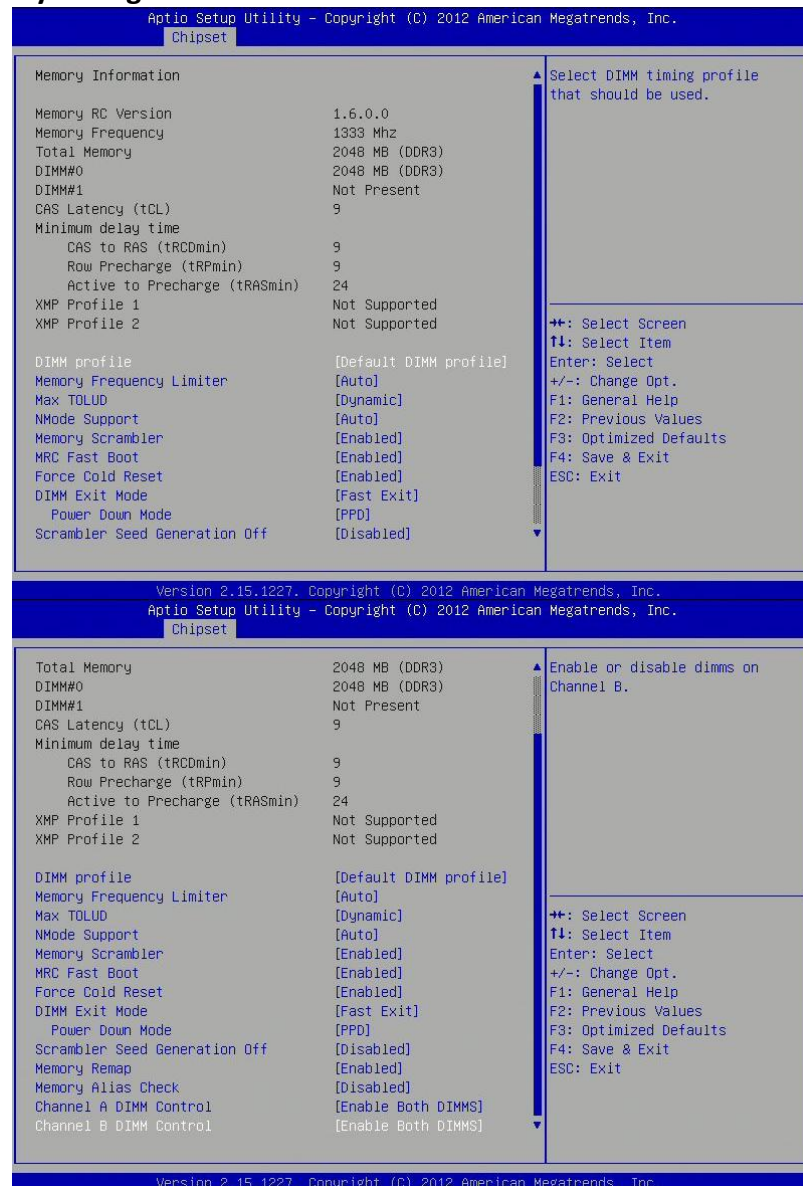 Aptio Setup Utility – Copyright (C) 2012 American Megatrends, Inc.
Chipset
Memory Information
Select DIMM timing profile
that should be used.
Memory RC Version 1.6.0.0
Memory Frequency 1333 Mhz
Total Memory 2048 MB (DDR3)
DIMM#0 2048 MB (DDR3)
DIMM#1 Not Present
CAS Latency (tCL) 9
Minimum delay time
CAS to RAS (tRCDmin) 9
Row Precharge (tRPmin) 9
Active to Precharge (tRASmin) 24
XMP Profile 1 Not Supported
XMP Profile 2 Not Supported
DIMM profile [Default DIMM profile]
Memory Frequency Limiter [Auto]
Max TOLUD [Dynamic]
NMode Support [Auto]
Memory Scrambler [Enabled]
MRC Fast Boot [Enabled]
Force Cold Reset [Enabled]
DIMM Exit Mode [Fast Exit]
Power Down Mode [PPD]
Scrambler Seed Generation Off [Disabled]
→←: Select Screen
↑↓: Select Item
Enter: Select
+/-: Change Opt.
F1: General Help
F2: Previous Values
F3: Optimized Defaults
F4: Save & Exit
ESC: Exit
Version 2.15.1227. Copyright (C) 2012 American Megatrends, Inc.
Aptio Setup Utility – Copyright (C) 2012 American Megatrends, Inc.
Chipset
Total Memory 2048 MB (DDR3)
DIMM#0 2048 MB (DDR3)
DIMM#1 Not Present
CAS Latency (tCL) 9
Minimum delay time
CAS to RAS (tRCDmin) 9
Row Precharge (tRPmin) 9
Active to Precharge (tRASmin) 24
XMP Profile 1 Not Supported
XMP Profile 2 Not Supported
DIMM profile [Default DIMM profile]
Memory Frequency Limiter [Auto]
Max TOLUD [Dynamic]
NMode Support [Auto]
Memory Scrambler [Enabled]
MRC Fast Boot [Enabled]
Force Cold Reset [Enabled]
DIMM Exit Mode [Fast Exit]
Power Down Mode [PPD]
Scrambler Seed Generation Off [Disabled]
Memory Remap [Enabled]
Memory Alias Check [Disabled]
Channel A DIMM Control [Enable Both DIMMS]
Channel B DIMM Control [Enable Both DIMMS]
Enable or disable dimms on
Channel B.
→←: Select Screen
↑↓: Select Item
Enter: Select
+/-: Change Opt.
F1: General Help
F2: Previous Values
F3: Optimized Defaults
F4: Save & Exit
ESC: Exit
Version 2.15.1227. Copyright (C) 2012 American Megatrends, Inc.